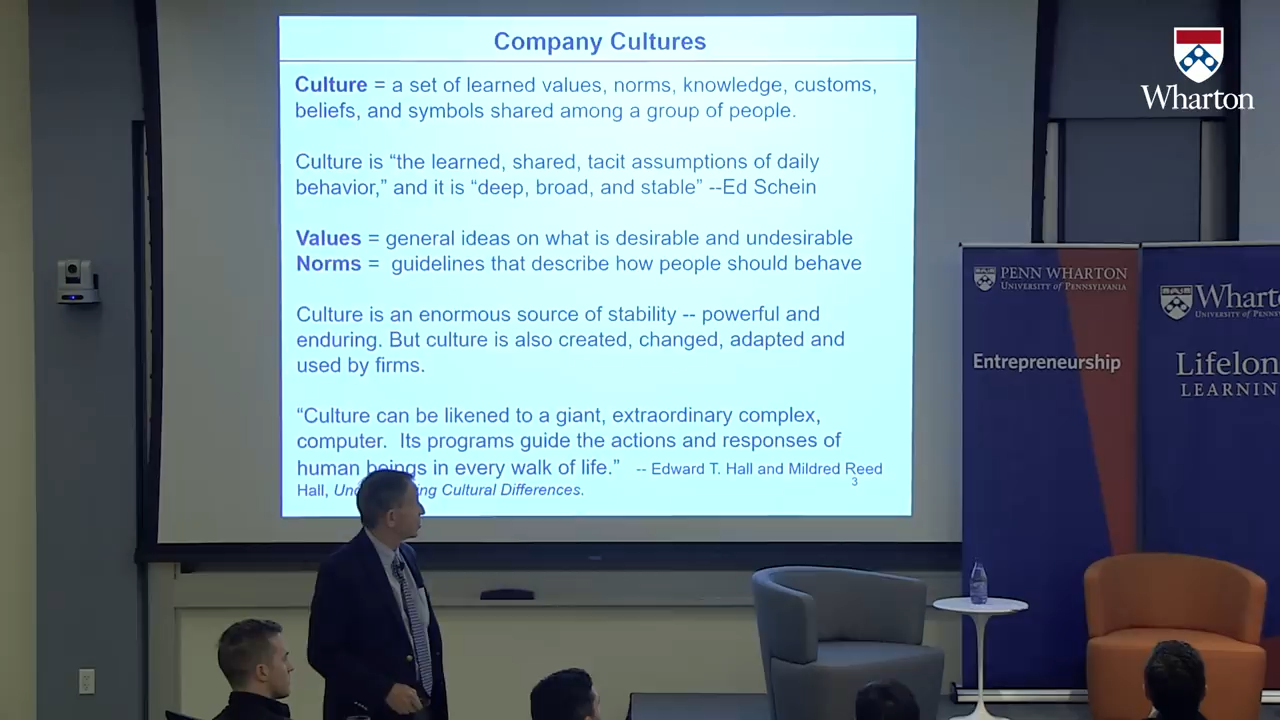 Company Cultures
Culture = a set of learned values, norms, knowledge, customs,
beliefs, and symbols shared among a group of people.
Culture is “the learned, shared, tacit assumptions of daily
behavior,” and it is “deep, broad, and stable” --Ed Schein
Values = general ideas on what is desirable and undesirable
Norms = guidelines that describe how people should behave
Culture is an enormous source of stability -- powerful and
enduring. But culture is also created, changed, adapted and
used by firms.
“Culture can be likened to a giant, extraordinary complex,
computer. Its programs guide the actions and responses of
human beings in every walk of life.” -- Edward T. Hall and Mildred Reed
Hall, Cultural Differences.
3
Wharton
PENN WHARTON
UNIVERSITY OF PENNSYLVANIA
Entrepreneurship
Whart
UNIVERSITY OF PENNS
Lifelon
LEARNIN